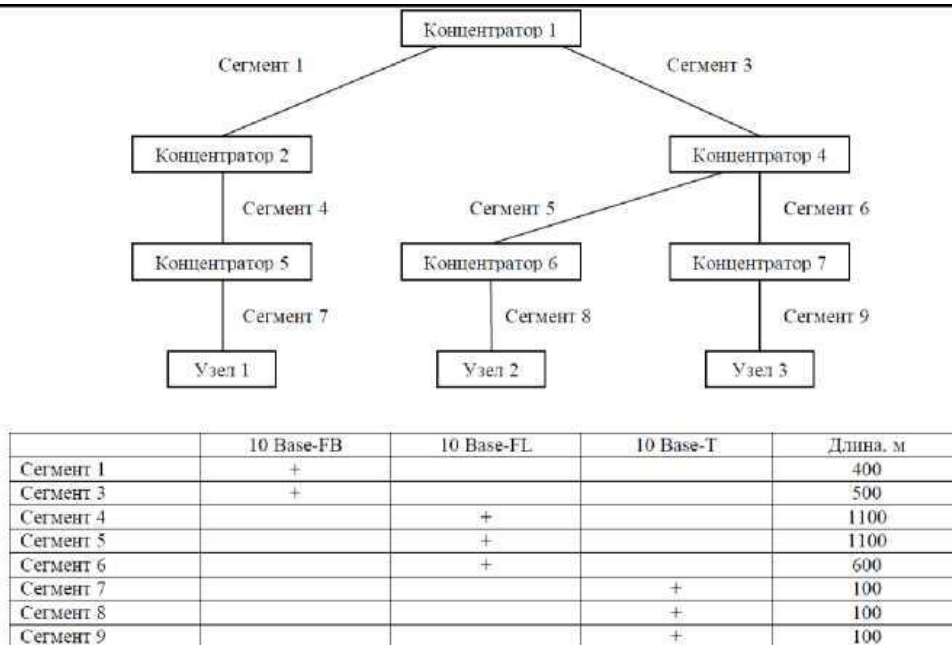 Концентратор 1
Сегмент 1 Сегмент 3
Концентратор 2 Концентратор 4
Сегмент 4 Сегмент 5 Сегмент 6
Концентратор 5 Концентратор 6 Концентратор 7
Сегмент 7 Сегмент 8 Сегмент 9
Узел 1 Узел 2 Узел 3
10 Base-FB 10 Base-FL 10 Base-T Длина, м
Сегмент 1 + 400
Сегмент 3 + 500
Сегмент 4 + 1100
Сегмент 5 + 1100
Сегмент 6 + 600
Сегмент 7 + 100
Сегмент 8 + 100
Сегмент 9 + 100